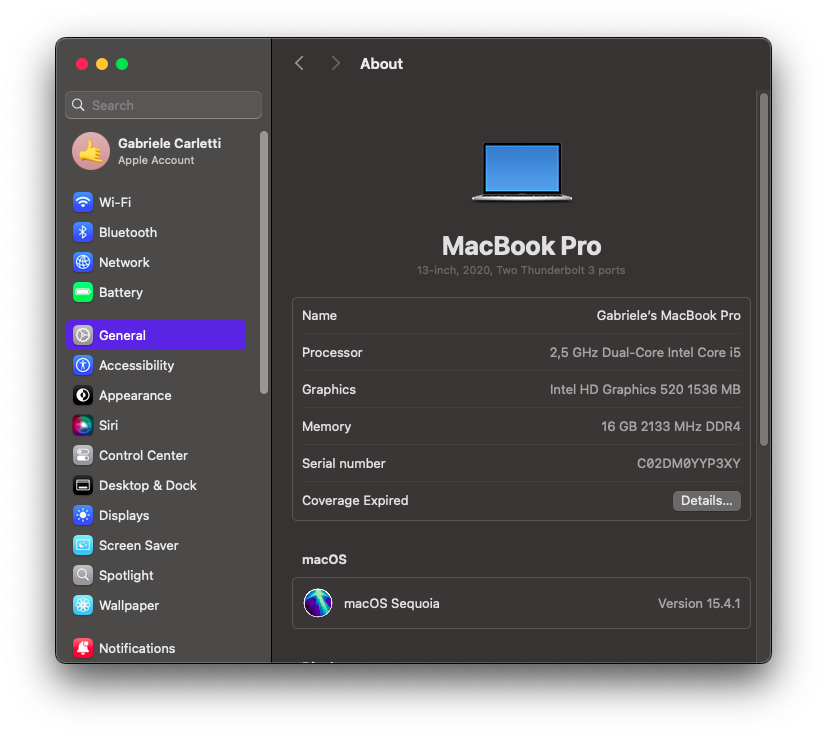 About
Search
Gabriele Carletti
Apple Account
Wi-Fi
Bluetooth
Network
Battery
General
Accessibility
Appearance
Siri
Control Center
Desktop & Dock
Displays
Screen Saver
Spotlight
Wallpaper
Notifications
MacBook Pro
13-inch, 2020, Two Thunderbolt 3 ports
Name Gabriele’s MacBook Pro
Processor 2,5 GHz Dual-Core Intel Core i5
Graphics Intel HD Graphics 520 1536 MB
Memory 16 GB 2133 MHz DDR4
Serial number C02DM0YYP3XY
Coverage Expired Details...
macOS
macOS Sequoia Version 15.4.1